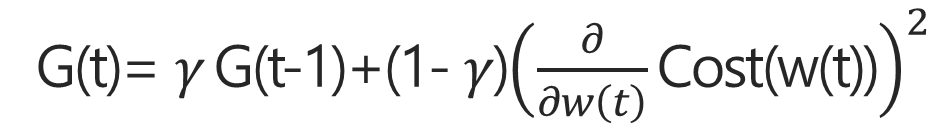 G(t)= γ G(t-1)+(1- γ)(∂/∂w(t) Cost(w(t)))²